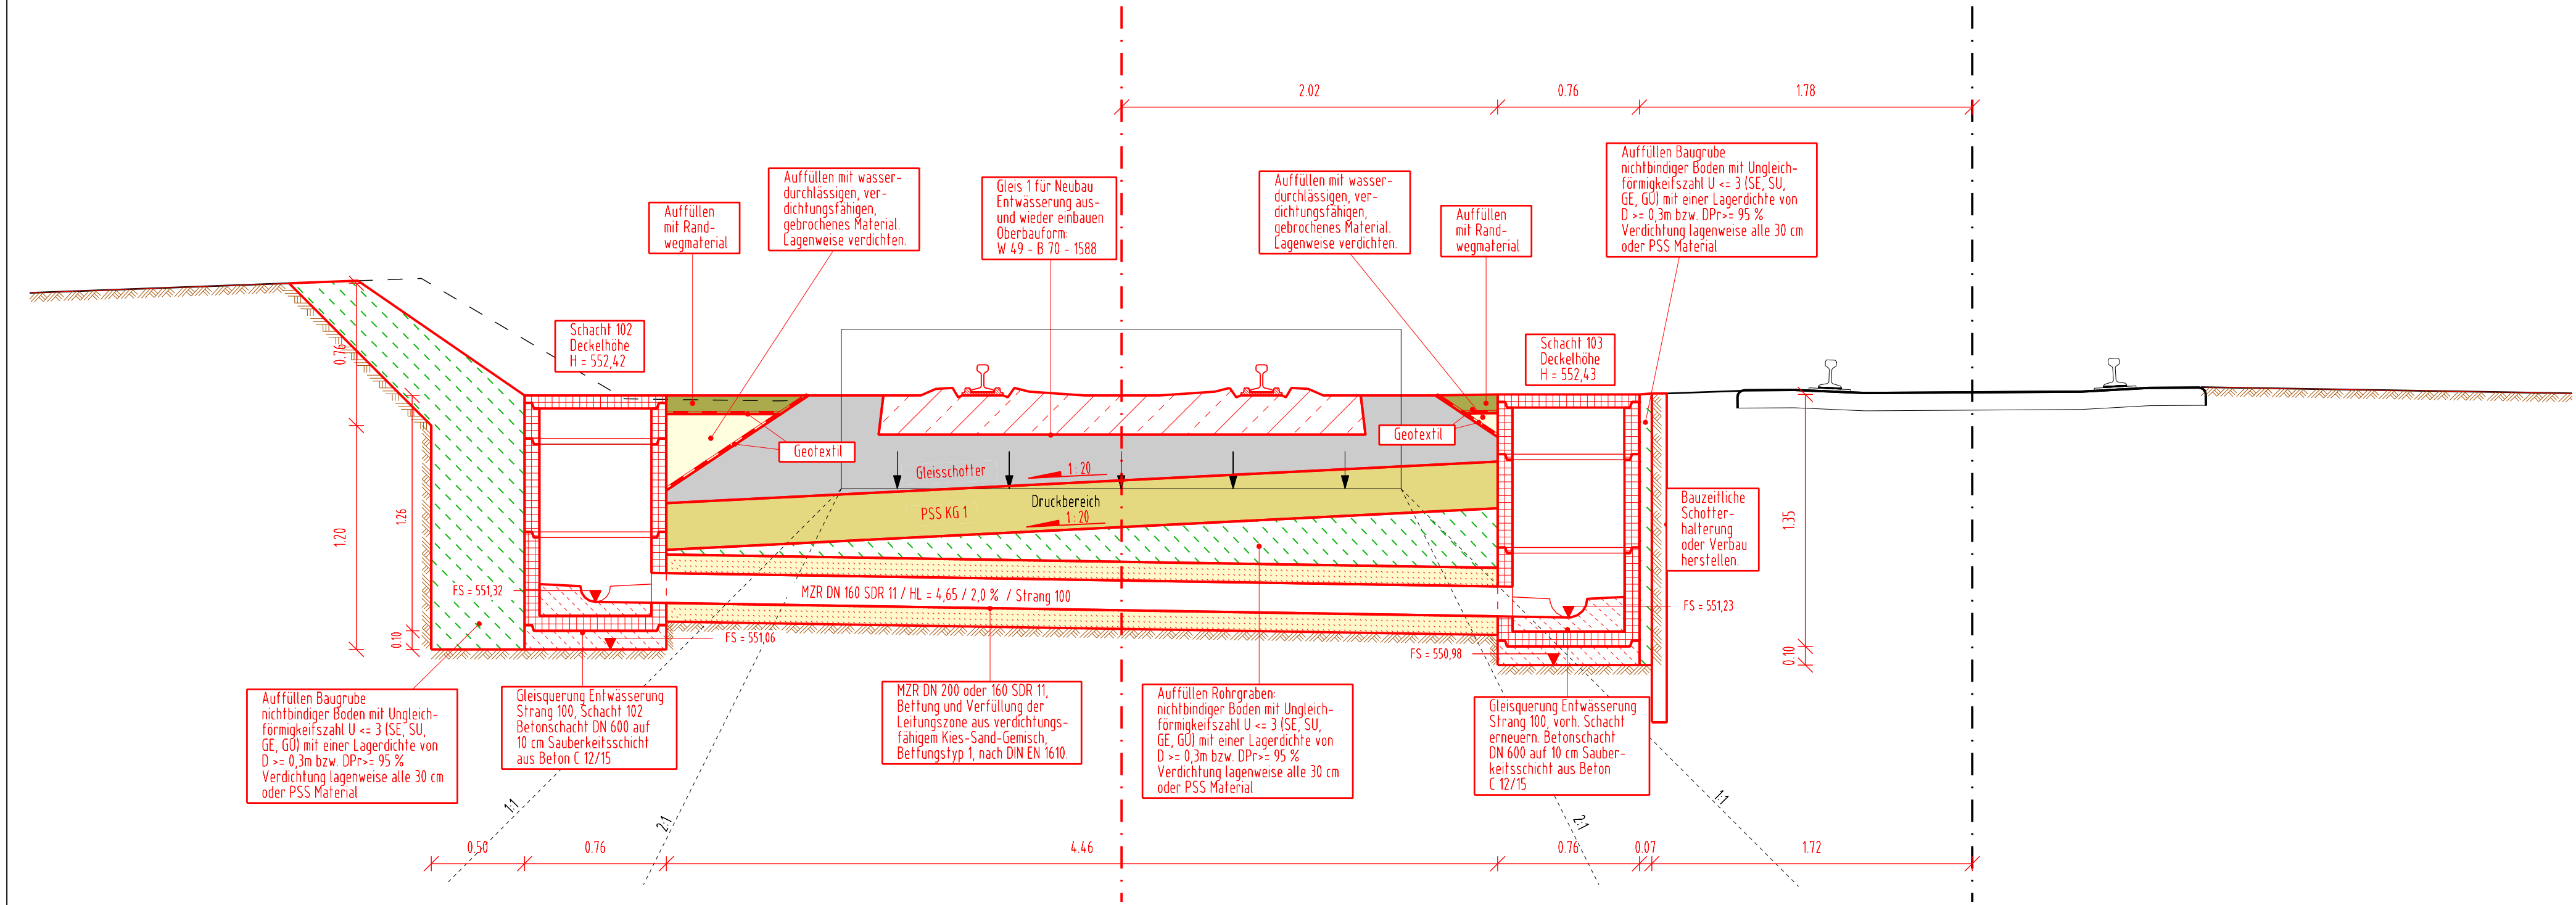 2.02
0.76
1.78
Auffüllen
mit Rand-
wegmaterial
Auffüllen mit wasser-
durchlässigen, ver-
dichtungsfähigen,
gebrochenes Material.
Lagenweise verdichten.
Gleis 1 für Neubau
Entwässerung aus-
und wieder einbauen
Oberbauform:
W 49 - B 70 - 1588
Auffüllen mit wasser-
durchlässigen, ver-
dichtungsfähigen,
gebrochenes Material.
Lagenweise verdichten.
Auffüllen
mit Rand-
wegmaterial
Auffüllen Baugrube
nichtbindiger Boden mit Ungleich-
förmigkeitszahl U <= 3 (SE, SU,
GE, GU) mit einer Lagerdichte von
D >= 0,3m bzw. DPr>= 95 %
Verdichtung lagenweise alle 30 cm
oder PSS Material
Schacht 102
Deckelhöhe
H = 552,42
Schacht 103
Deckelhöhe
H = 552,43
0.76
1.20
1.26
0.10
Geotextil
Geotextil
Gleisschotter
1:20
Druckbereich
PSS KG 1
1:20
Bauzeitliche
Schotter-
halterung
oder Verbau
herstellen.
1.35
0.10
FS = 551,32
MZR DN 160 SDR 11 / HL = 4,65 / 2,0 % / Strang 100
FS = 551,23
FS = 551,06
FS = 550,98
Auffüllen Baugrube
nichtbindiger Boden mit Ungleich-
förmigkeitszahl U <= 3 (SE, SU,
GE, GU) mit einer Lagerdichte von
D >= 0,3m bzw. DPr>= 95 %
Verdichtung lagenweise alle 30 cm
oder PSS Material
Gleisquerung Entwässerung
Strang 100, Schacht 102
Betonschacht DN 600 auf
10 cm Sauberkeitsschicht
aus Beton C 12/15
MZR DN 200 oder 160 SDR 11,
Bettung und Verfüllung der
Leitungszone aus verdichtungs-
fähigem Kies-Sand-Gemisch,
Bettungstyp 1, nach DIN EN 1610.
Auffüllen Rohrgraben:
nichtbindiger Boden mit Ungleich-
förmigkeitszahl U <= 3 (SE, SU,
GE, GU) mit einer Lagerdichte von
D >= 0,3m bzw. DPr>= 95 %
Verdichtung lagenweise alle 30 cm
oder PSS Material
Gleisquerung Entwässerung
Strang 100, vorh. Schacht
erneuern. Betonschacht
DN 600 auf 10 cm Sauber-
keitsschicht aus Beton
C 12/15
1:1
2:1
2:1
1:1
0.50
0.76
4.46
0.76
0.07
1.72